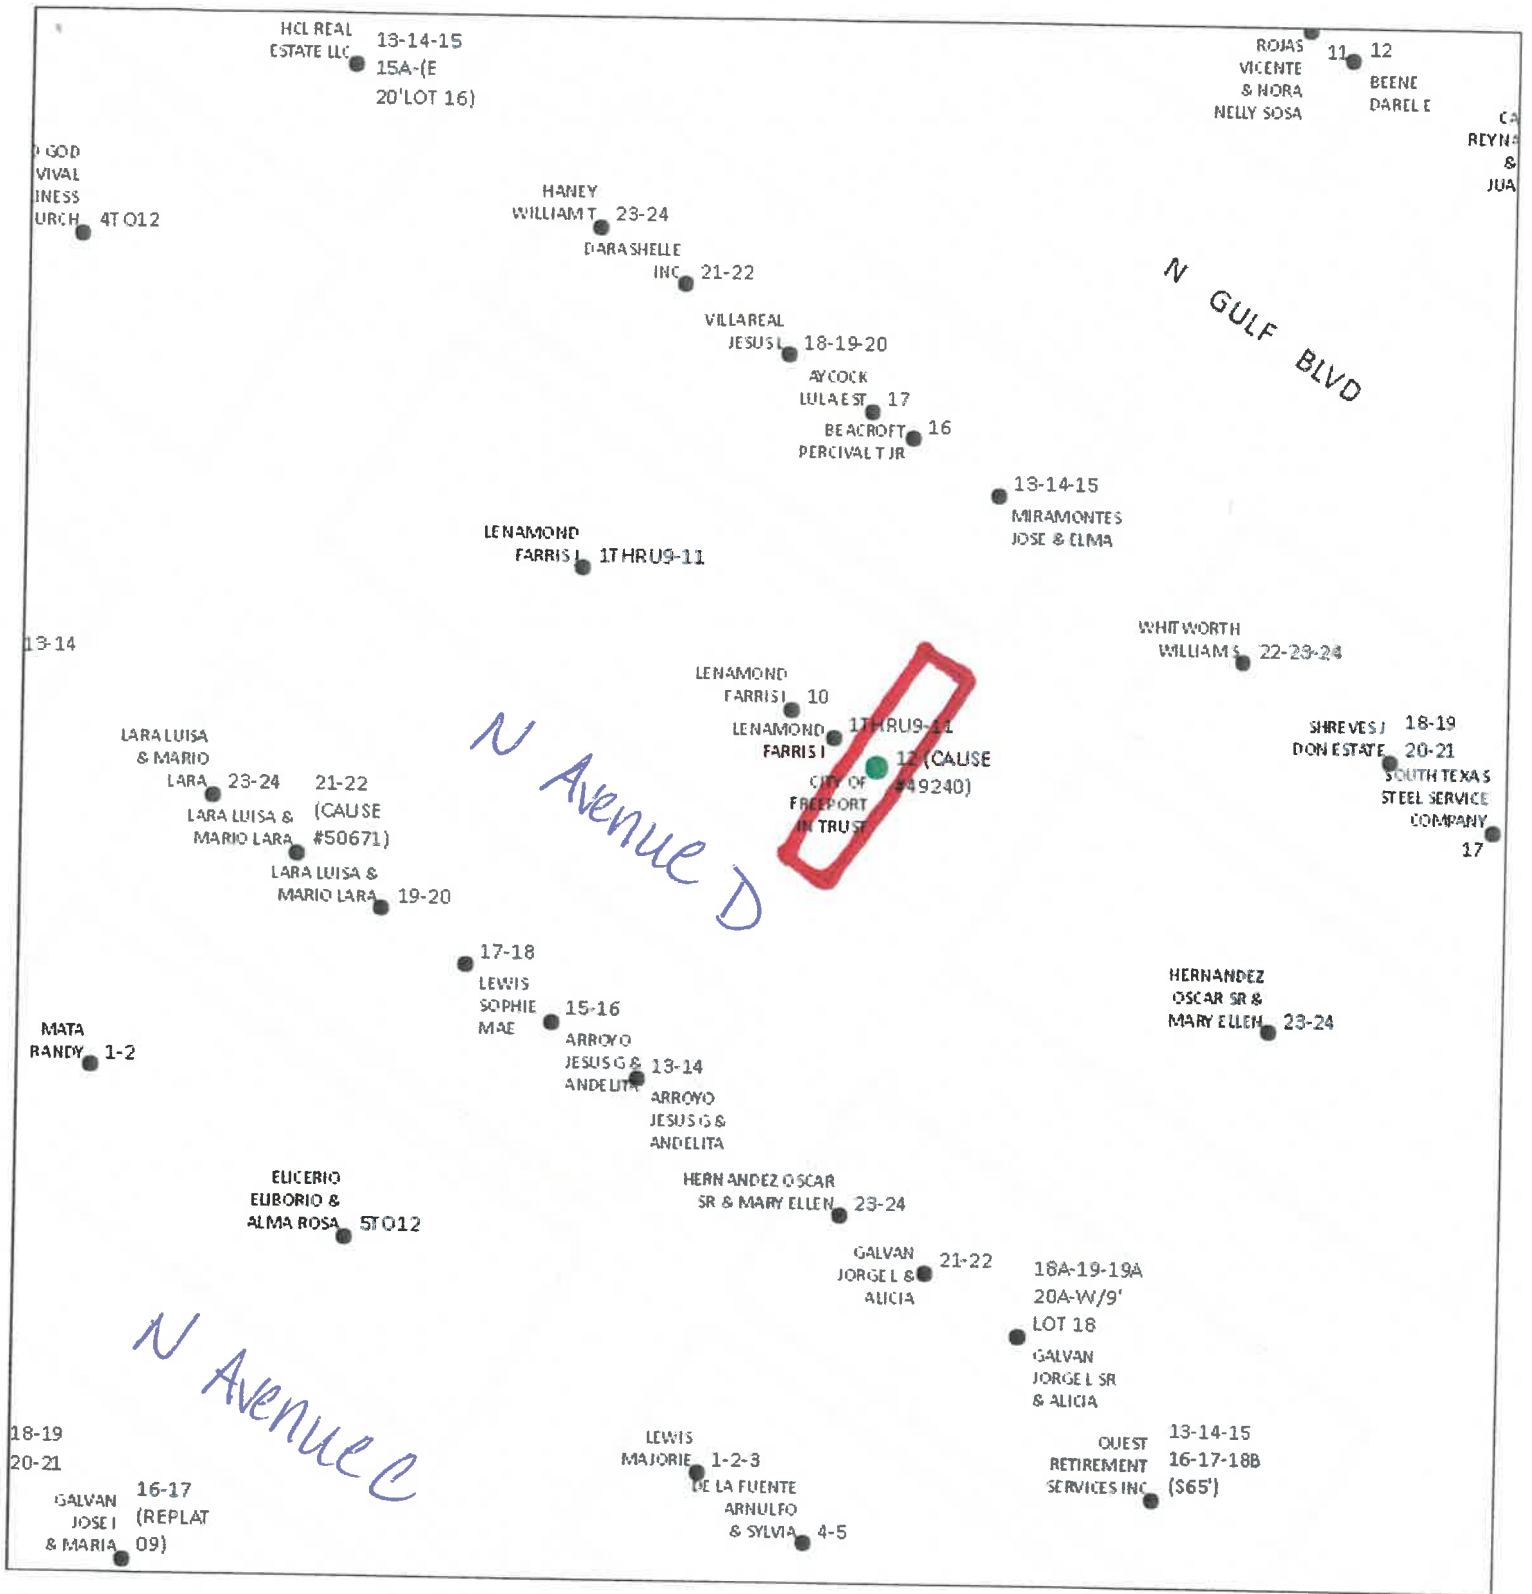 HCL REAL
ESTATE LLC
13-14-15
15A-(E
20'LOT 16)
ROJAS
VICENTE
& NORA
NELLY SOSA
11
12
BEENE
DAREL E
CA
REYNA
&
JUA
GOD
VIVAL
INESS
URCH
4TO12
HANEY
WILLIAM T
23-24
DARASHELLE
INC
21-22
N GULF BLVD
VILLAREAL
JESUS L
18-19-20
AYCOCK
LULA EST
17
BEACROFT
PERCIVAL T JR
16
13-14-15
MIRAMONTES
JOSE & ELMA
LENAMOND
FARRIS L
1THRU9-11
13-14
WHITWORTH
WILLIAM S
22-23-24
LENAMOND
FARRIS L
10
LENAMOND
FARRIS L
1THRU9-11
12 (CAUSE
#49240)
CITY OF
FREEPORT
IN TRUST
SHREVES J
DON ESTATE
18-19
20-21
SOUTH TEXAS
STEEL SERVICE
COMPANY
17
N Avenue D
LARA LUISA
& MARIO
LARA
23-24
21-22
(CAUSE
#50671)
LARA LUISA &
MARIO LARA
LARA LUISA &
MARIO LARA
19-20
17-18
LEWIS
SOPHIE
MAE
15-16
ARROYO
JESUS G &
ANDELITA
13-14
ARROYO
JESUS G &
ANDELITA
HERNANDEZ
OSCAR SR &
MARY ELLEN
23-24
MATA
RANDY
1-2
ELICERIO
ELIBORIO &
ALMA ROSA
5TO12
HERNANDEZ OSCAR
SR & MARY ELLEN
23-24
GALVAN
JORGE L &
ALICIA
21-22
18A-19-19A
20A-W/9'
LOT 18
GALVAN
JORGE L SR
& ALICIA
N Avenue C
18-19
20-21
GALVAN
JOSE I
& MARIA
16-17
(REPLAT
09)
LEWIS
MAJORIE
1-2-3
DE LA FUENTE
ARNULFO
& SYLVIA
4-5
QUEST
RETIREMENT
SERVICES INC
13-14-15
16-17-18B
(S65')